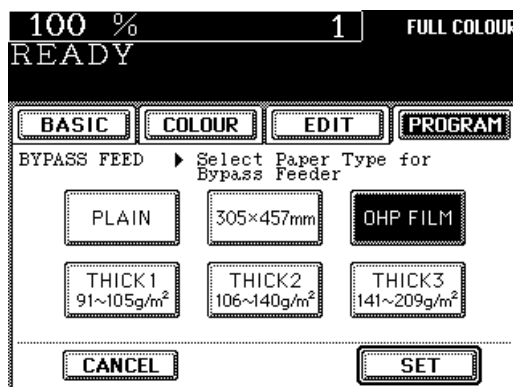 100 % 1 FULL COLOUR
READY
BASIC COLOUR EDIT PROGRAM
BYPASS FEED ▶ Select Paper Type for
Bypass Feeder
PLAIN 305×457mm OHP FILM
THICK1 THICK2 THICK3
91~105g/m² 106~140g/m² 141~209g/m²
CANCEL SET